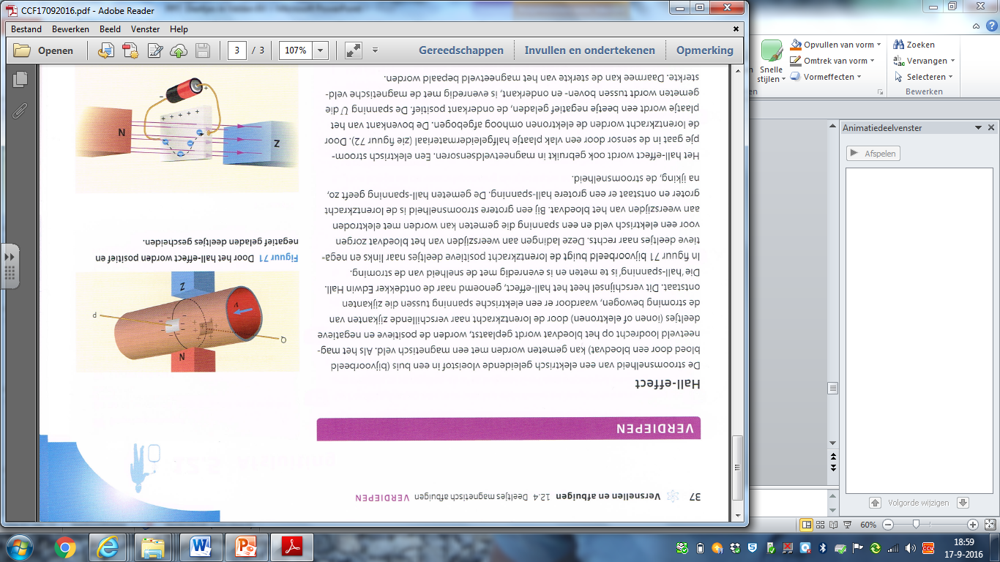 CCF17092016.pdf - Adobe Reader
Bestand Bewerken Beeld Venster Help
Openen 3 / 3 107% Gereedschappen Invullen en ondertekenen Opmerking
37 Versnellen en afbuigen 12.4 Deeltjes magnetisch afbuigen VERDIEPEN
VERDIEPEN
Hall-effect
De stroomsnelheid van een elektrisch geleidende vloeistof in een buis (bijvoorbeeld
bloed door een bloedvat) kan gemeten worden met een magnetisch veld. Als het mag-
neetveld loodrecht op het bloedvat wordt geplaatst, worden de positieve en negatieve
deeltjes (ionen of elektronen) door de lorentzkracht naar verschillende zijkanten van
de stroming bewogen, waardoor er een elektrische spanning tussen die zijkanten
ontstaat. Dit verschijnsel heet het hall-effect, genoemd naar de ontdekker Edwin Hall.
Die 'hall-spanning' is te meten en is evenredig met de snelheid van de stroming.
In figuur 71 bijvoorbeeld buigt de lorentzkracht positieve deeltjes naar links en nega-
tieve deeltjes naar rechts. Deze ladingen aan weerszijden van het bloedvat zorgen
voor een elektrisch veld en een spanning die gemeten kan worden met elektroden
aan weerszijden van het bloedvat. Bij een grotere stroomsnelheid is de lorentzkracht
groter en ontstaat er een grotere hall-spanning. De gemeten hall-spanning geeft zo,
na ijking, de stroomsnelheid.
Het hall-effect wordt ook gebruikt in magneetveldsensoren. Een elektrisch stroom-
pje gaat in de sensor door een vlak plaatje halfgeleidermateriaal (zie figuur 72). Door
de lorentzkracht worden de elektronen omhoog afgebogen. De bovenkant van het
plaatje wordt een beetje negatief geladen, de onderkant positief. De spanning U die
gemeten wordt tussen boven- en onderkant, is evenredig met de magnetische veld-
sterkte. Daarmee kan de sterkte van het magneetveld bepaald worden.
N
Z
v
Figuur 71 Door het hall-effect worden positief en
negatief geladen deeltjes gescheiden.
Z
N
+
-
Snelle
stijlen
Opvullen van vorm
Omtrek van vorm
Vormeffecten
Zoeken
Vervangen
Selecteren
Bewerken
Animatiedeelvenster
Afspelen
Volgorde wijzigen
60%
18:59
17-9-2016